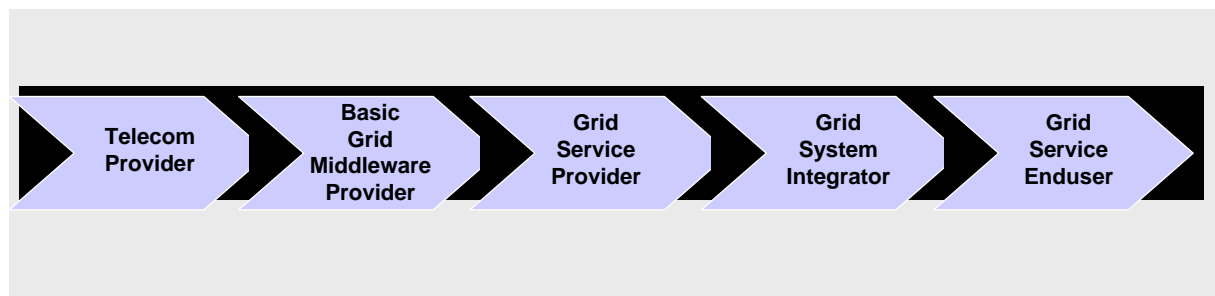 Telecom
Provider
Basic
Grid
Middleware
Provider
Grid
Service
Provider
Grid
System
Integrator
Grid
Service
Enduser